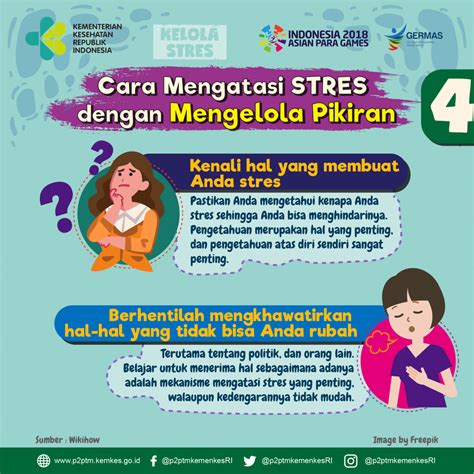 KEMENTERIAN
KESEHATAN
REPUBLIK
INDONESIA
KELOLA
STRES
INDONESIA 2018
ASIAN PARA GAMES
GERMAS
Cara Mengatasi STRES
dengan Mengelola Pikiran
4
Kenali hal yang membuat
Anda stres
Pastikan Anda mengetahui kenapa Anda
stres sehingga Anda bisa menghindarinya.
Pengetahuan merupakan hal yang penting,
dan pengetahuan atas diri sendiri sangat
penting.
Berhentilah mengkhawatirkan
hal-hal yang tidak bisa Anda rubah
Terutama tentang politik, dan orang lain.
Belajar untuk menerima hal sebagaimana adanya
adalah mekanisme mengatasi stres yang penting,
walaupun kedengarannya tidak mudah.
Sumber : Wikihow
Image by Freepik
www.p2ptm.kemkes.go.id
@p2ptmkemenkesRI
@p2ptmkemenkesRI
@p2ptmkemenkesRI